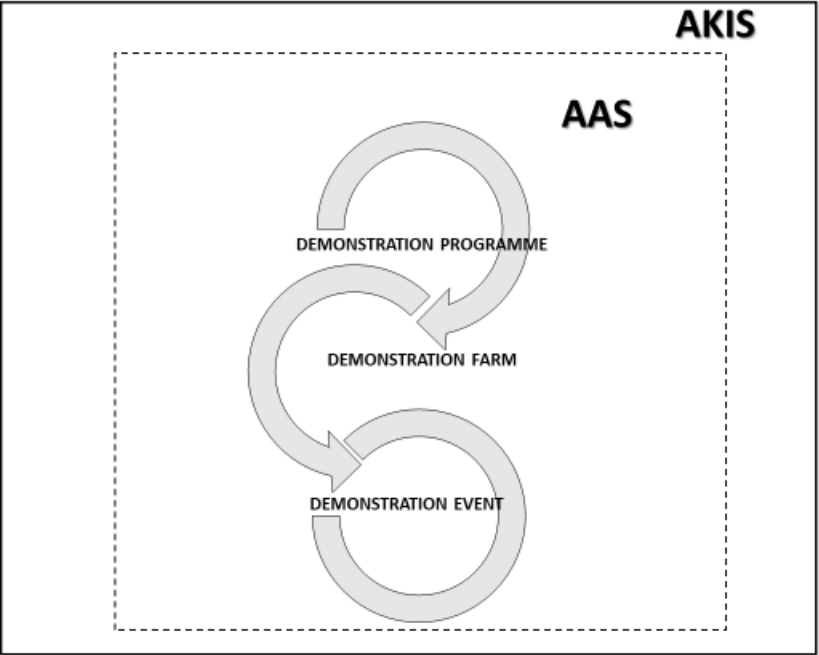 AKIS
AAS
DEMONSTRATION PROGRAMME
DEMONSTRATION FARM
DEMONSTRATION EVENT